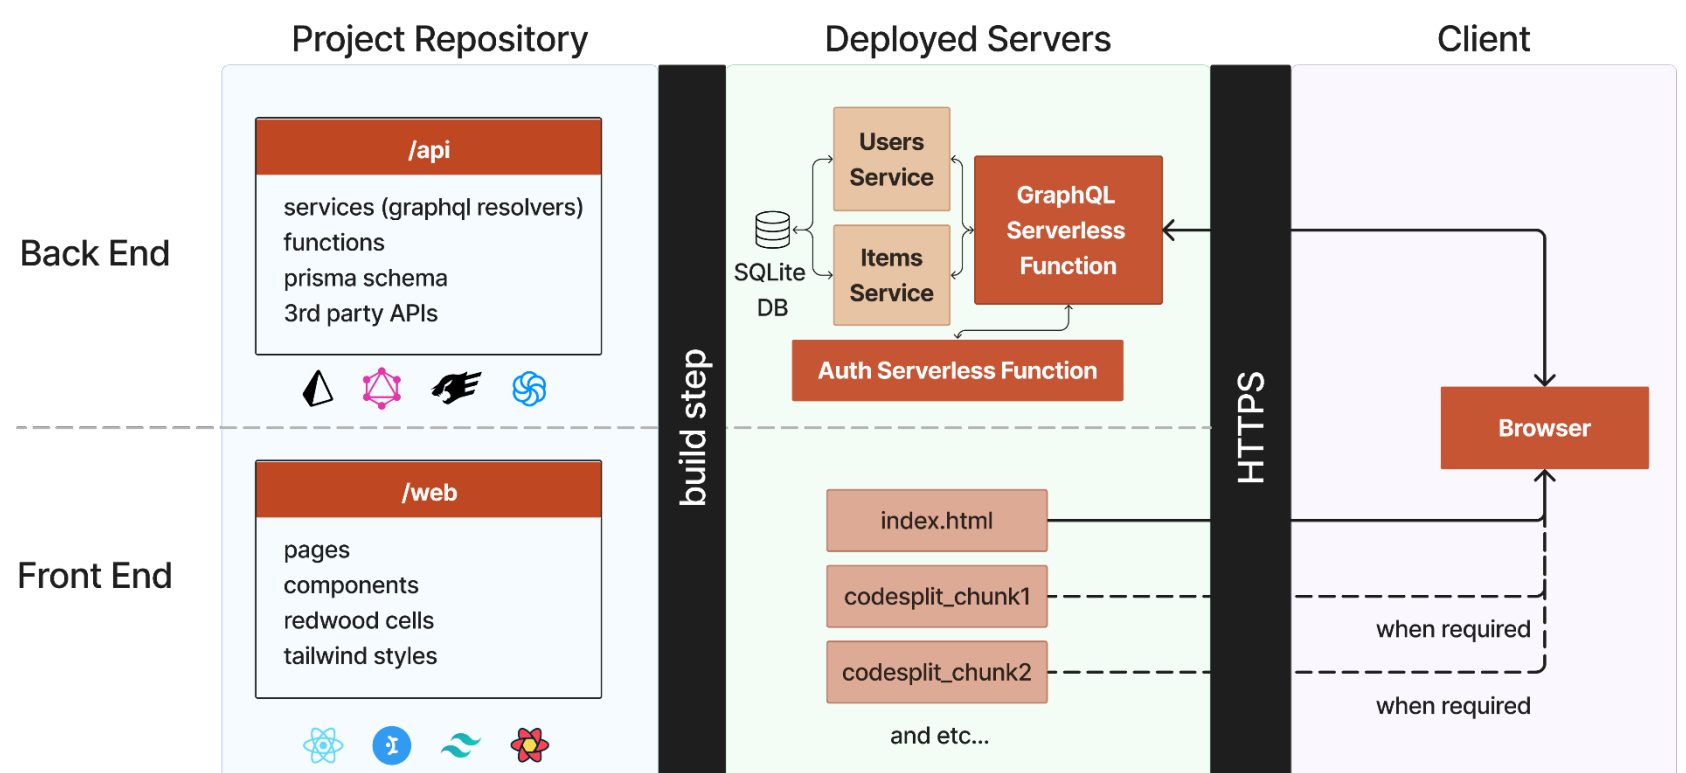 Project Repository
Deployed Servers
Client
Back End
/api
services (graphql resolvers)
functions
prisma schema
3rd party APIs
build step
Users
Service
Items
Service
SQLite
DB
GraphQL
Serverless
Function
Auth Serverless Function
HTTPS
Browser
Front End
/web
pages
components
redwood cells
tailwind styles
index.html
codesplit_chunk1
when required
codesplit_chunk2
when required
and etc...